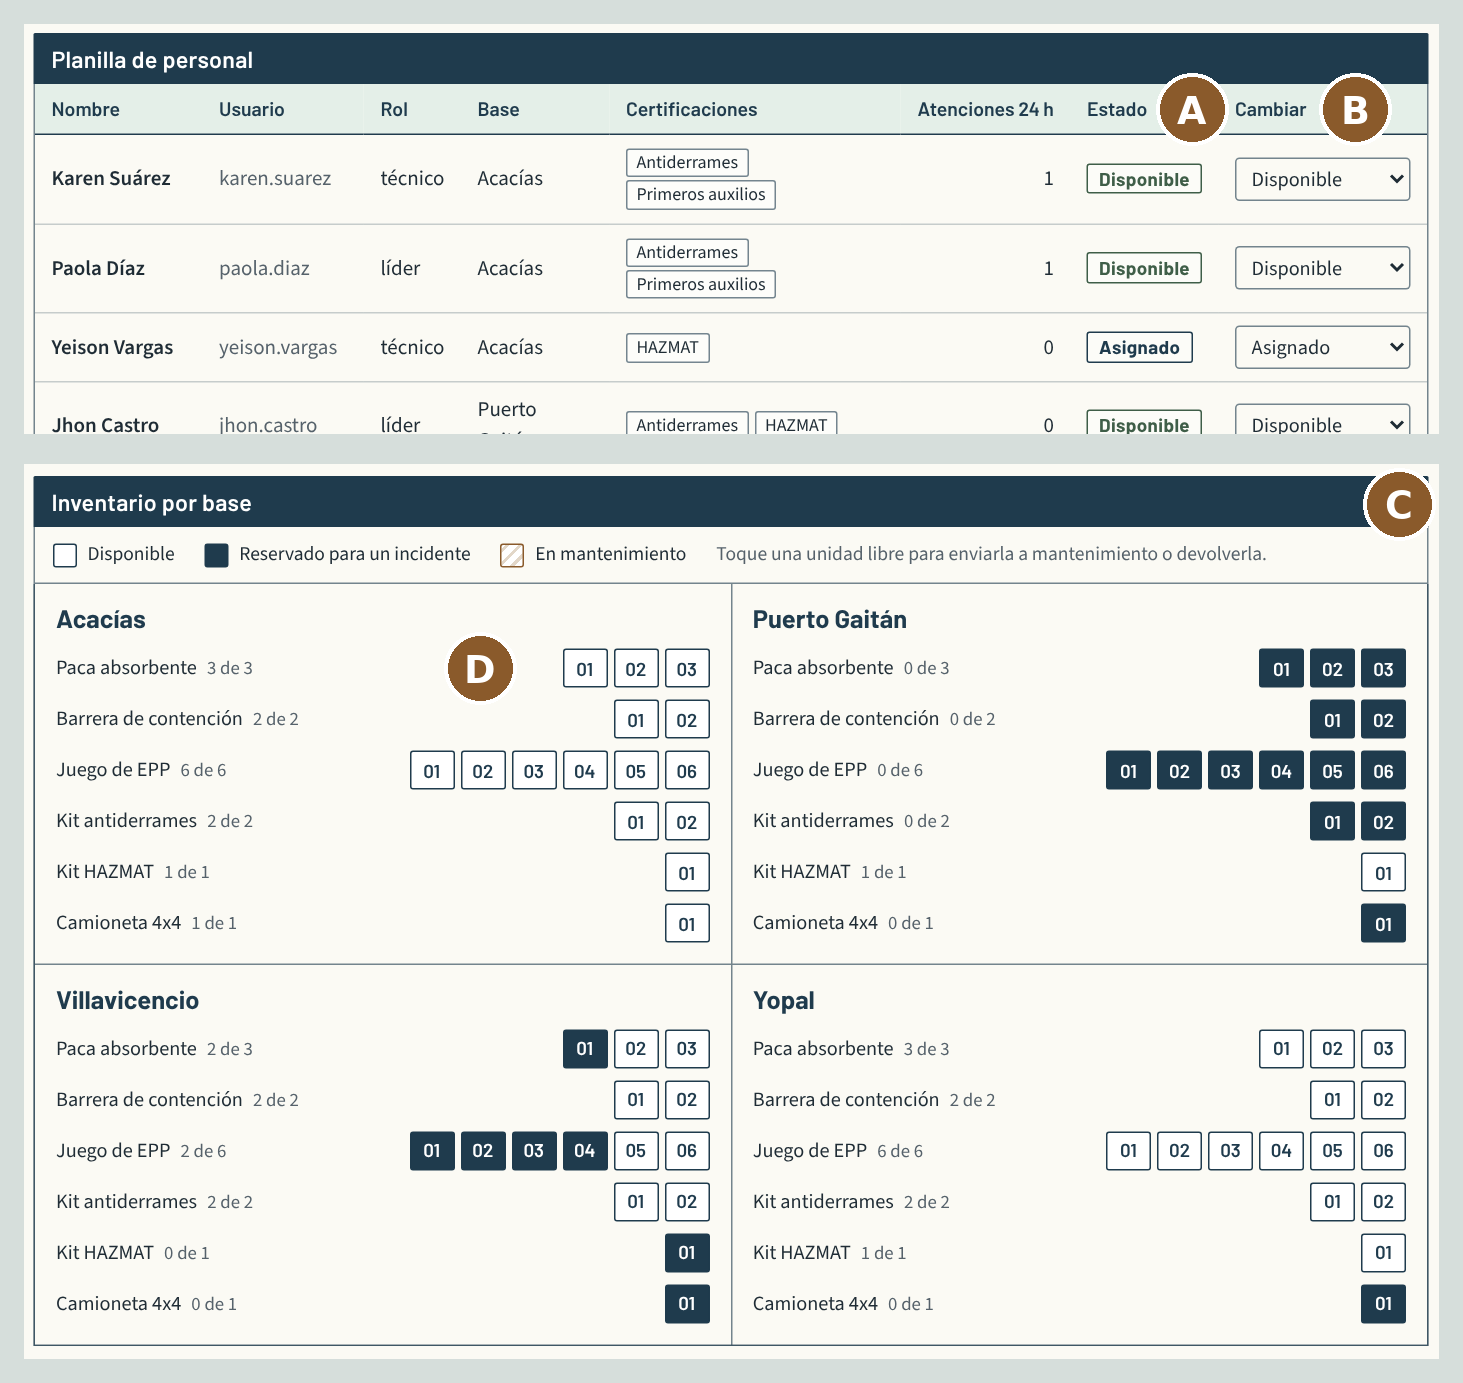 Planilla de personal
Nombre Usuario Rol Base Certificaciones Atenciones 24 h Estado A Cambiar B
Karen Suárez karen.suarez técnico Acacías Antiderrames Primeros auxilios 1 Disponible Disponible
Paola Díaz paola.diaz líder Acacías Antiderrames Primeros auxilios 1 Disponible Disponible
Yeison Vargas yeison.vargas técnico Acacías HAZMAT 0 Asignado Asignado
Jhon Castro jhon.castro líder Puerto Antiderrames HAZMAT 0 Disponible Disponible
Inventario por base C
Disponible Reservado para un incidente En mantenimiento Toque una unidad libre para enviarla a mantenimiento o devolverla.
Acacías
Paca absorbente 3 de 3 D 01 02 03
Barrera de contención 2 de 2 01 02
Juego de EPP 6 de 6 01 02 03 04 05 06
Kit antiderrames 2 de 2 01 02
Kit HAZMAT 1 de 1 01
Camioneta 4x4 1 de 1 01
Puerto Gaitán
Paca absorbente 0 de 3 01 02 03
Barrera de contención 0 de 2 01 02
Juego de EPP 0 de 6 01 02 03 04 05 06
Kit antiderrames 0 de 2 01 02
Kit HAZMAT 1 de 1 01
Camioneta 4x4 0 de 1 01
Villavicencio
Paca absorbente 2 de 3 01 02 03
Barrera de contención 2 de 2 01 02
Juego de EPP 2 de 6 01 02 03 04 05 06
Kit antiderrames 2 de 2 01 02
Kit HAZMAT 0 de 1 01
Camioneta 4x4 0 de 1 01
Yopal
Paca absorbente 3 de 3 01 02 03
Barrera de contención 2 de 2 01 02
Juego de EPP 6 de 6 01 02 03 04 05 06
Kit antiderrames 2 de 2 01 02
Kit HAZMAT 1 de 1 01
Camioneta 4x4 0 de 1 01